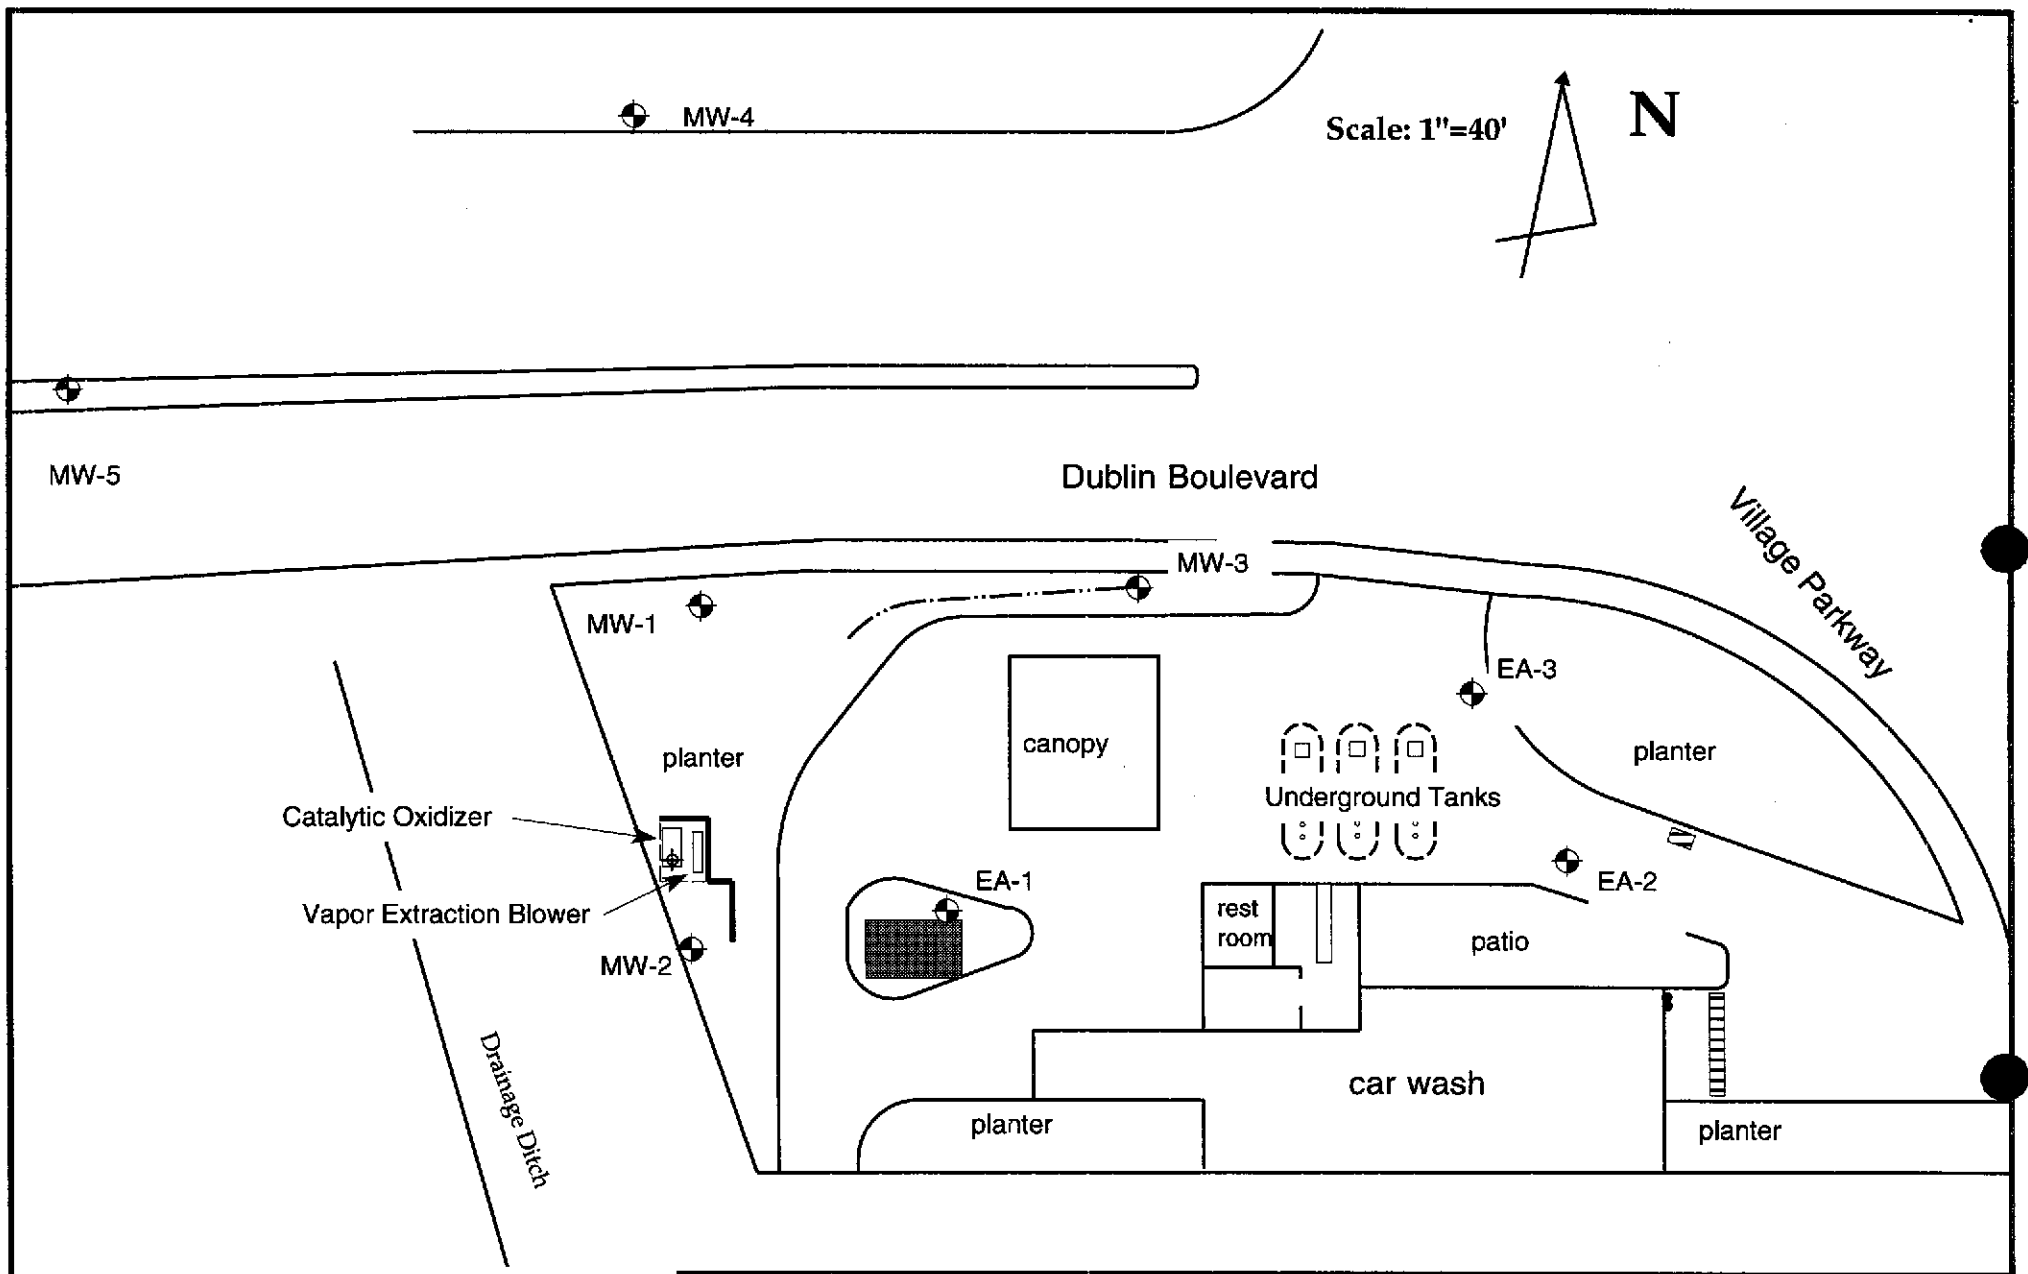 MW-4
Scale: 1"=40'
N
MW-5
Dublin Boulevard
Village Parkway
MW-3
MW-1
EA-3
planter
canopy
planter
Underground Tanks
Catalytic Oxidizer
EA-1
EA-2
Vapor Extraction Blower
rest
room
patio
MW-2
Drainage Ditch
car wash
planter
planter